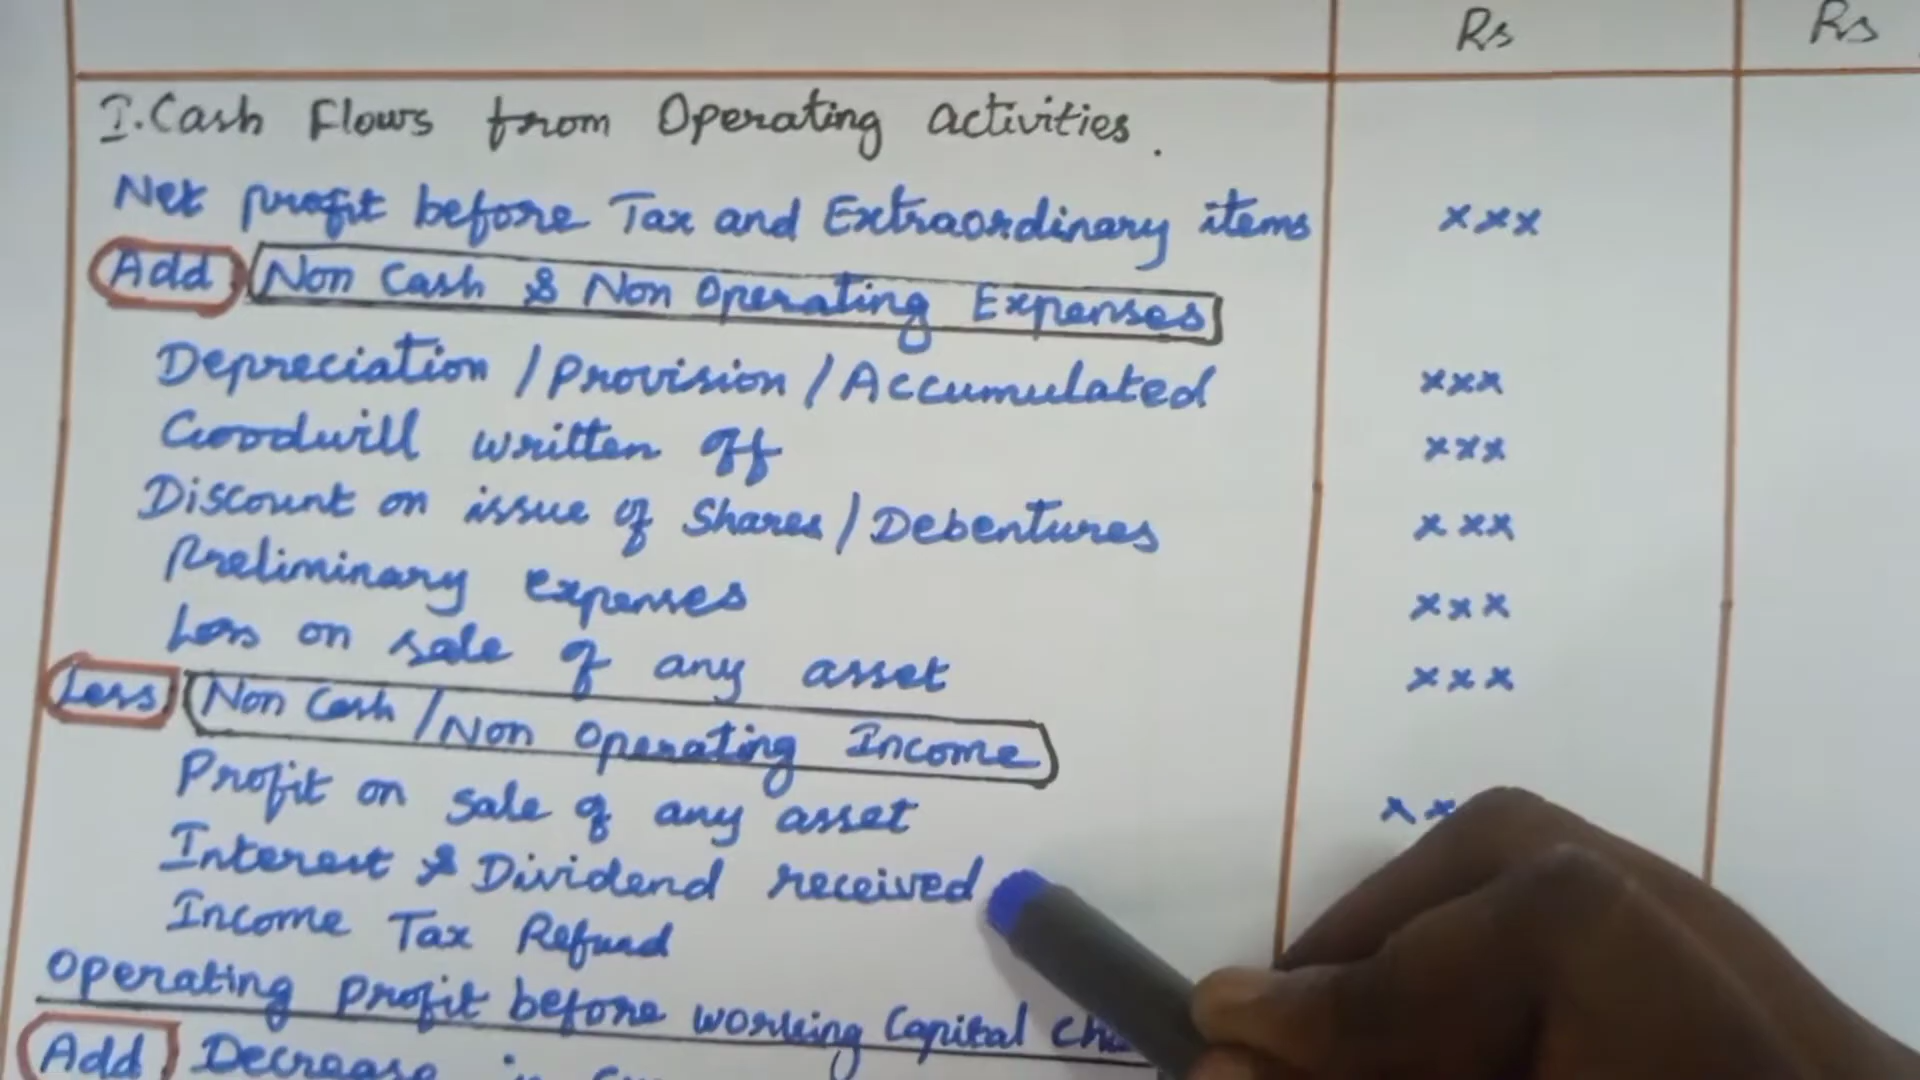 Rs Rs
I. Cash Flows from Operating activities.
Net profit before Tax and Extraordinary items xxx
Add Non Cash & Non Operating Expenses
Depreciation / Provision / Accumulated xxx
Goodwill written off xxx
Discount on issue of Shares / Debentures xxx
Preliminary expenses xxx
Loss on sale of any asset xxx
Less Non Cash / Non Operating Income
Profit on sale of any asset xx
Interest & Dividend received
Income Tax Refund
Operating Profit before working Capital
Add Decrease in